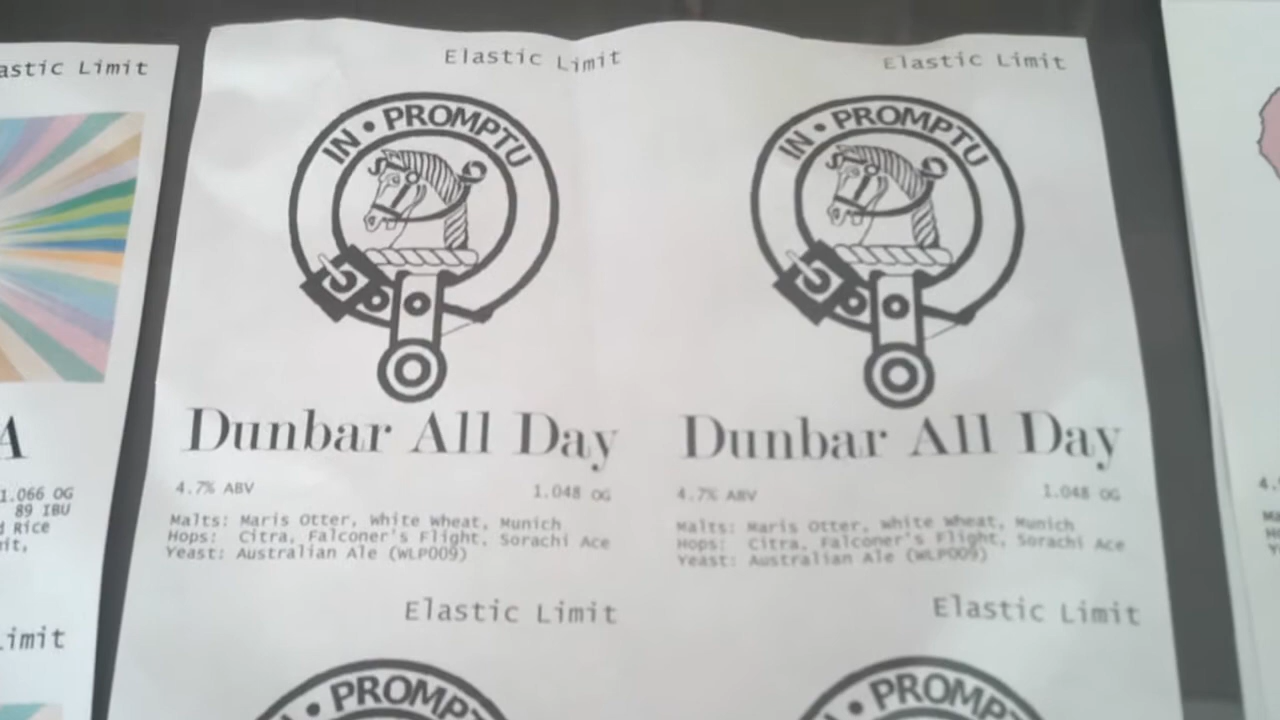 astic Limit
A
1.066 OG
89 IBU
d Rice
it,
imit
Elastic Limit
IN • PROMPTU
Dunbar All Day
4.7% ABV 1.048 OG
Malts: Maris Otter, White Wheat, Munich
Hops: Citra, Falconer's Flight, Sorachi Ace
Yeast: Australian Ale (WLP009)
Elastic Limit
PROMPTU
Elastic Limit
IN • PROMPTU
Dunbar All Day
4.7% ABV 1.048 OG
Malts: Maris Otter, White Wheat, Munich
Hops: Citra, Falconer's Flight, Sorachi Ace
Yeast: Australian Ale (WLP009)
Elastic Limit
PROMPTU